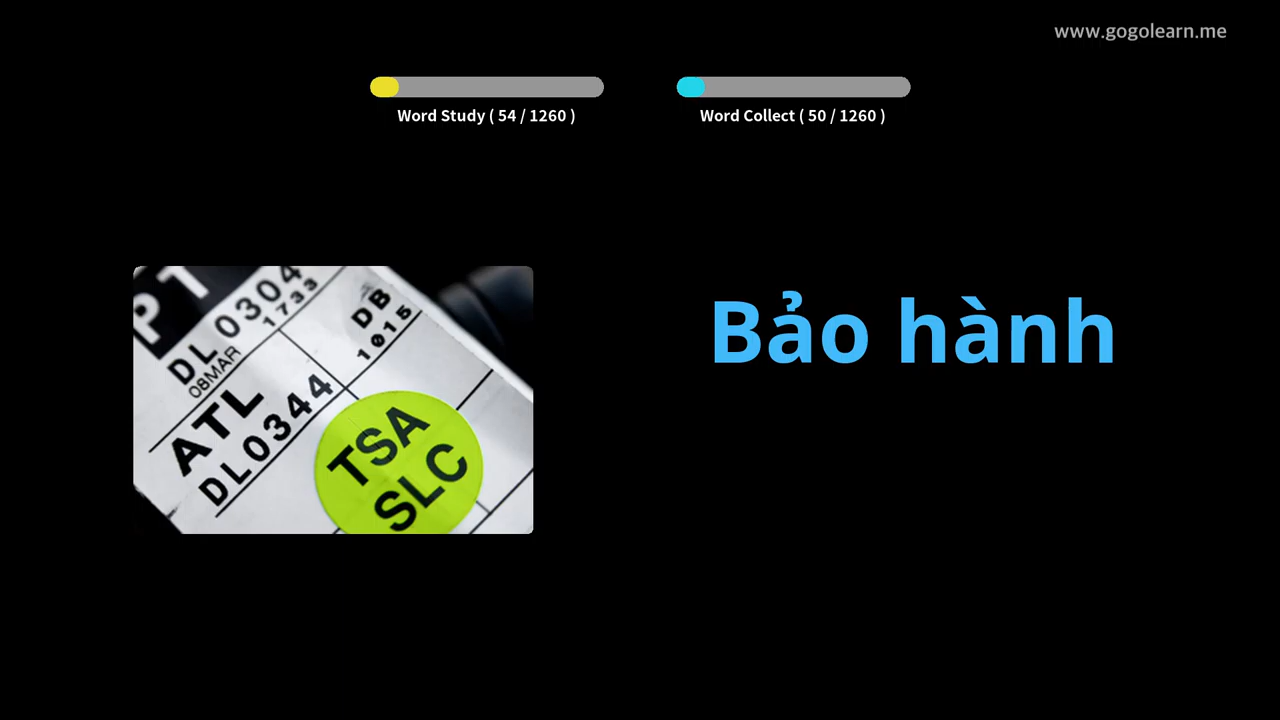 www.gogolearn.me
Word Study ( 54 / 1260 )
Word Collect ( 50 / 1260 )
Bảo hành
P1
DL0304
1733
08MAR
DB
1015
ATL
DL0344
TSA
SLC